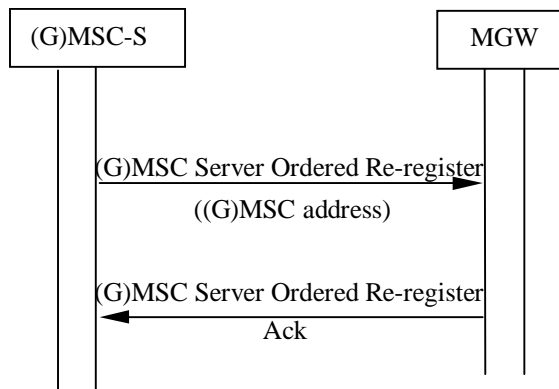 (G)MSC-S
MGW
(G)MSC Server Ordered Re-register
((G)MSC address)
(G)MSC Server Ordered Re-register
Ack